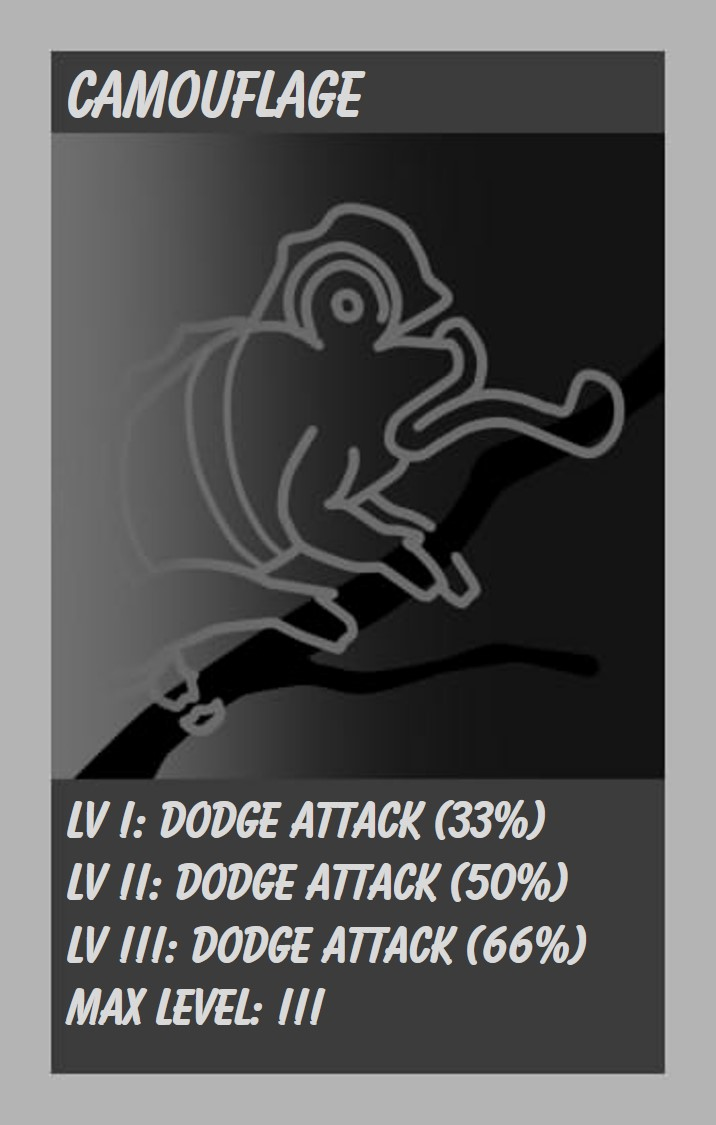 CAMOUFLAGE
LV I: DODGE ATTACK (33%)
LV II: DODGE ATTACK (50%)
LV III: DODGE ATTACK (66%)
MAX LEVEL: III